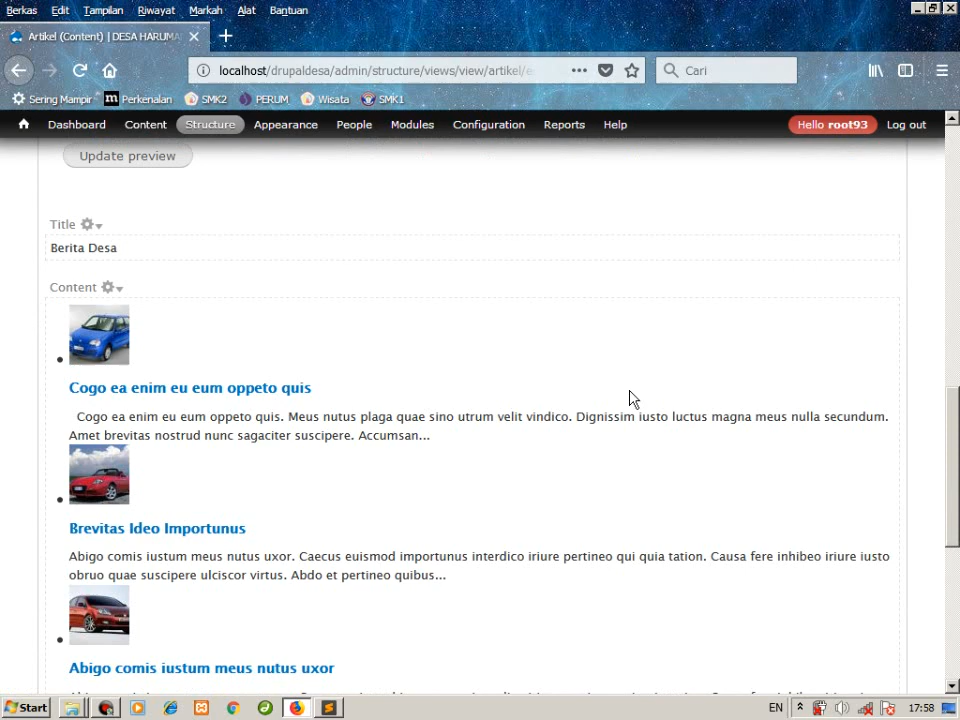 Berkas Edit Tampilan Riwayat Markah Alat Bantuan
Artikel (Content) | DESA HARUMA
localhost/drupaldesa/admin/structure/views/view/artikel/e
Cari
Sering Mampir Perkenalan SMK2 PERUM Wisata SMK1
Dashboard Content Structure Appearance People Modules Configuration Reports Help Hello root93 Log out
Update preview
Title
Berita Desa
Content
Cogo ea enim eu eum oppeto quis
Cogo ea enim eu eum oppeto quis. Meus nutus plaga quae sino utrum velit vindico. Dignissim iusto luctus magna meus nulla secundum.
Amet brevitas nostrud nunc sagaciter suscipere. Accumsan...
Brevitas Ideo Importunus
Abigo comis iustum meus nutus uxor. Caecus euismod importunus interdico iriure pertineo qui quia tation. Causa fere inhibeo iriure iusto
obruo quae suscipere ulciscor virtus. Abdo et pertineo quibus...
Abigo comis iustum meus nutus uxor
Start EN 17:58